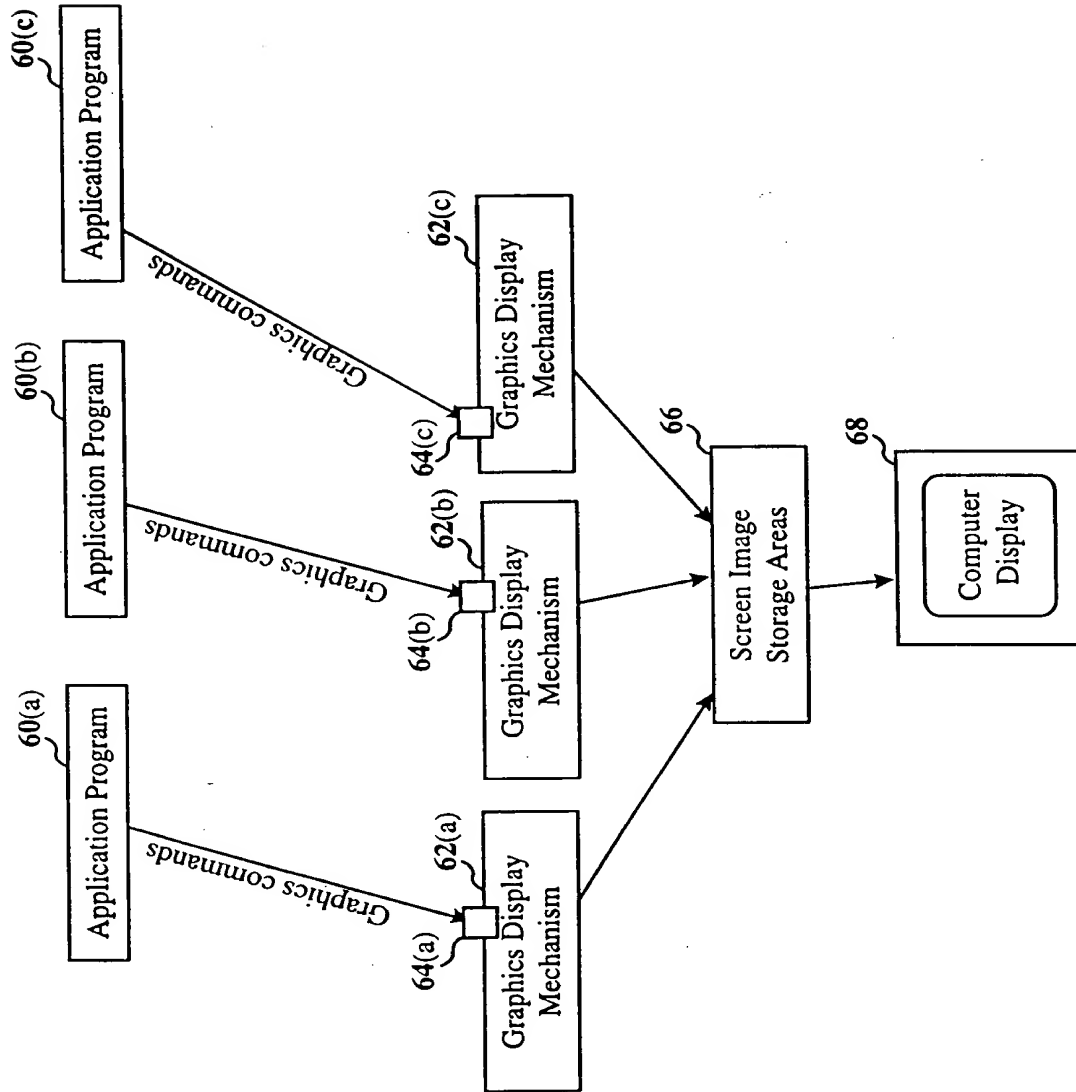 60(a)
Application Program
60(b)
Application Program
60(c)
Application Program
Graphics commands
Graphics commands
Graphics commands
64(a)
62(a)
Graphics Display
Mechanism
64(b)
62(b)
Graphics Display
Mechanism
64(c)
62(c)
Graphics Display
Mechanism
66
Screen Image
Storage Areas
68
Computer
Display